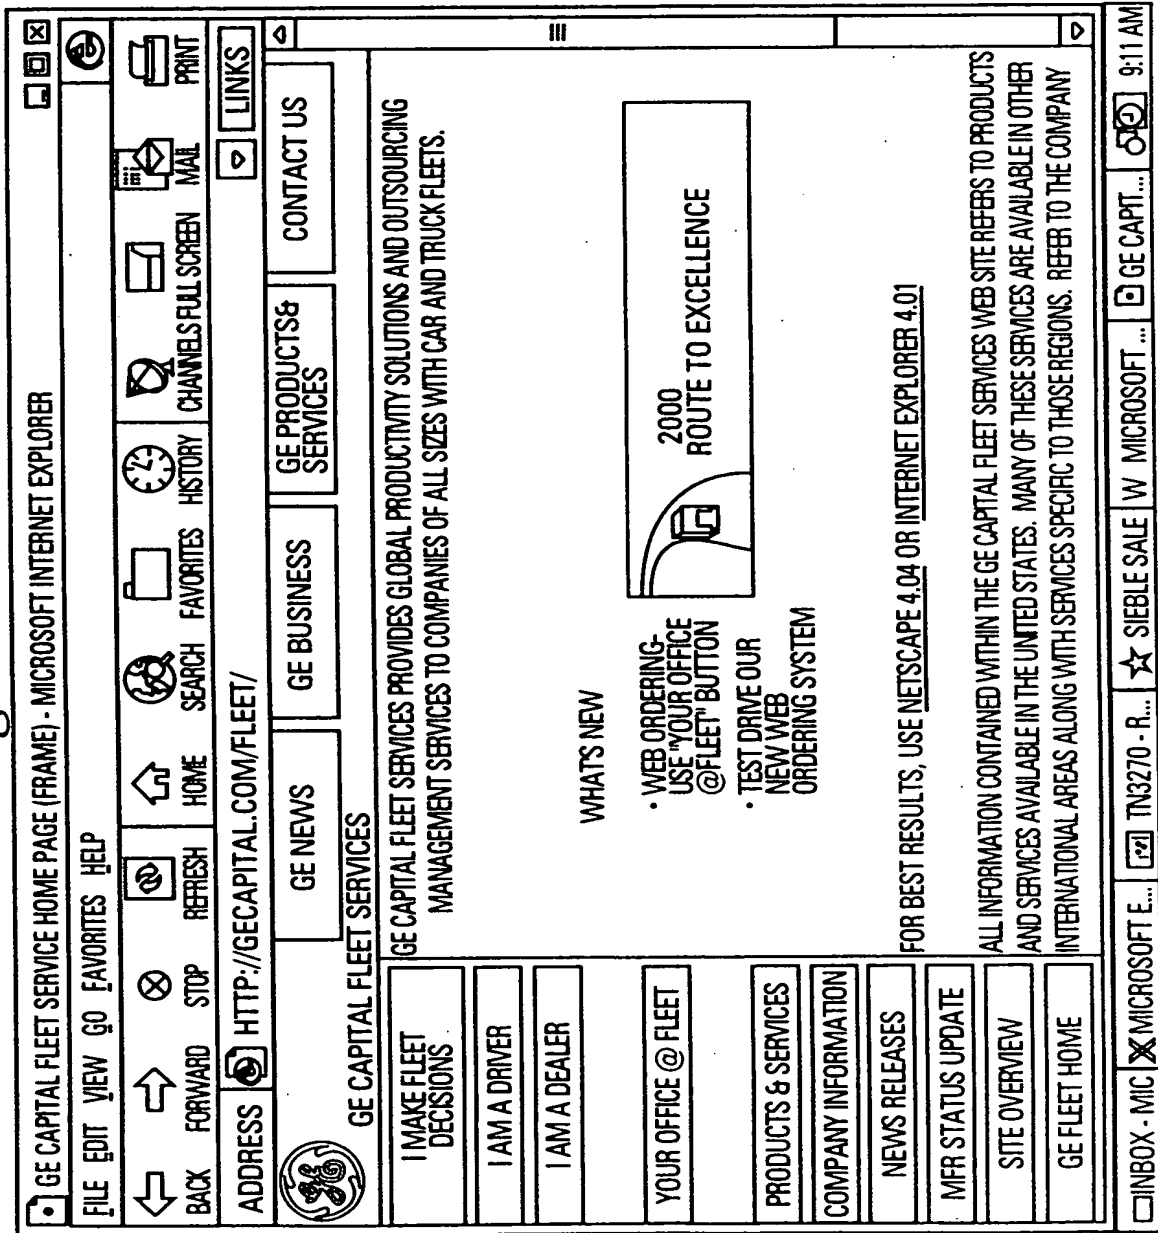 GE CAPITAL FLEET SERVICE HOME PAGE (FRAME) - MICROSOFT INTERNET EXPLORER
FILE EDIT VIEW GO FAVORITES HELP
BACK FORWARD STOP REFRESH HOME SEARCH FAVORITES HISTORY CHANNELS FULL SCREEN MAIL PRINT
ADDRESS HTTP://GECAPITAL.COM/FLEET/ LINKS
GE NEWS
GE BUSINESS
GE PRODUCTS&
SERVICES
CONTACT US
GE CAPITAL FLEET SERVICES
I MAKE FLEET
DECISIONS
I AM A DRIVER
I AM A DEALER
YOUR OFFICE @ FLEET
PRODUCTS & SERVICES
COMPANY INFORMATION
NEWS RELEASES
MFR STATUS UPDATE
SITE OVERVIEW
GE FLEET HOME
GE CAPITAL FLEET SERVICES PROVIDES GLOBAL PRODUCTIVITY SOLUTIONS AND OUTSOURCING
MANAGEMENT SERVICES TO COMPANIES OF ALL SIZES WITH CAR AND TRUCK FLEETS.
WHATS NEW
• WEB ORDERING-
USE "YOUR OFFICE
@FLEET" BUTTON
• TEST DRIVE OUR
NEW WEB
ORDERING SYSTEM
2000
ROUTE TO EXCELLENCE
FOR BEST RESULTS, USE NETSCAPE 4.04 OR INTERNET EXPLORER 4.01
ALL INFORMATION CONTAINED WITHIN THE GE CAPITAL FLEET SERVICES WEB SITE REFERS TO PRODUCTS
AND SERVICES AVAILABLE IN THE UNITED STATES. MANY OF THESE SERVICES ARE AVAILABLE IN OTHER
INTERNATIONAL AREAS ALONG WITH SERVICES SPECIFC TO THOSE REGIONS. REFER TO THE COMPANY
INBOX - MIC MICROSOFT E... TN3270 - R... SIEBLE SALE W MICROSOFT ... GE CAPIT... 9:11 AM